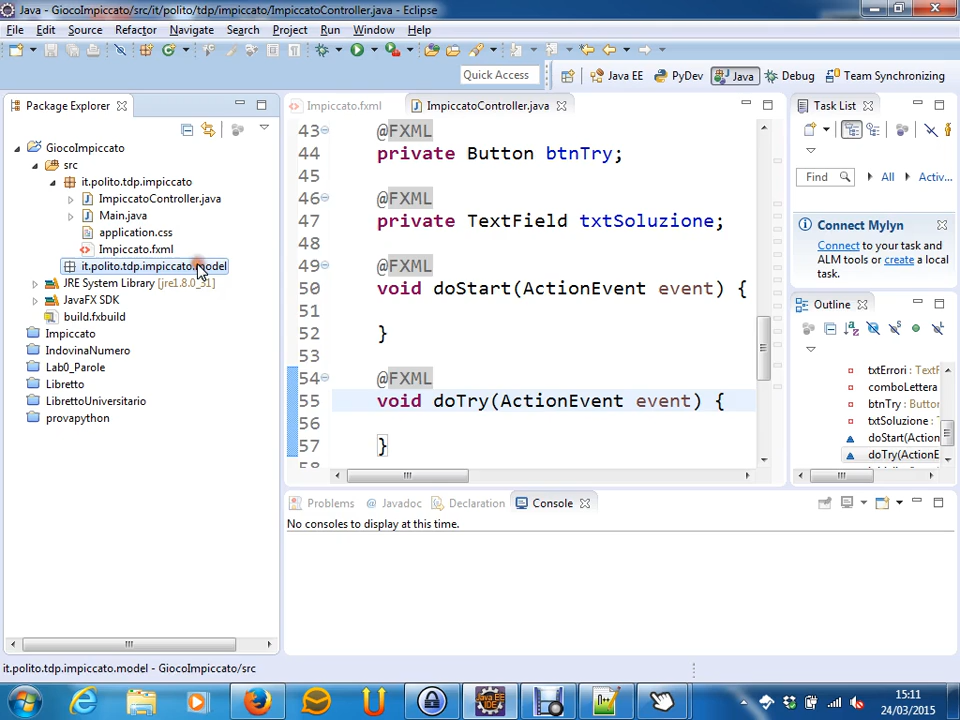 Java - GiocoImpiccato/src/it/polito/tdp/impiccato/ImpiccatoController.java - Eclipse
File Edit Source Refactor Navigate Search Project Run Window Help
Quick Access
Java EE
PyDev
Java
Debug
Team Synchronizing
Package Explorer
GiocoImpiccato
src
it.polito.tdp.impiccato
ImpiccatoController.java
Main.java
application.css
Impiccato.fxml
it.polito.tdp.impiccato.model
JRE System Library [jre1.8.0_31]
JavaFX SDK
build.fxbuild
Impiccato
IndovinaNumero
Lab0_Parole
Libretto
LibrettoUniversitario
provapython
Impiccato.fxml
ImpiccatoController.java
43 @FXML
44 private Button btnTry;
45
46 @FXML
47 private TextField txtSoluzione;
48
49 @FXML
50 void doStart(ActionEvent event) {
51
52 }
53
54 @FXML
55 void doTry(ActionEvent event) {
56
57 }
58
Task List
Find
All
Activ...
Connect Mylyn
Connect to your task and
ALM tools or create a local
task.
Outline
txtErrori : TextF
comboLettera
btnTry : Button
txtSoluzione :
doStart(Action
doTry(ActionE
Problems
@ Javadoc
Declaration
Console
No consoles to display at this time.
it.polito.tdp.impiccato.model - GiocoImpiccato/src
Java EE
IDE
15:11
24/03/2015